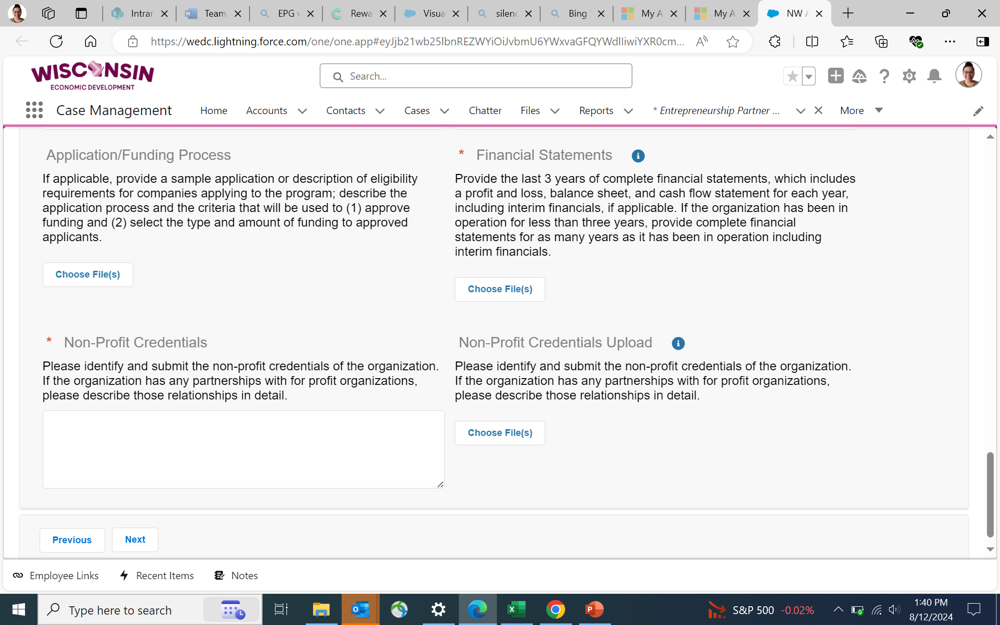 Intrar
Team
EPG v
Rewa
Visua
silenc
Bing
My A
My A
NW A
https://wedc.lightning.force.com/one/one.app#eyJjb21wb25lbnREZWYiOiJvbmU6YWxvaGFQYWdlIiwiYXR0cm...
WISCONSIN
ECONOMIC DEVELOPMENT
Search...
Case Management
Home
Accounts
Contacts
Cases
Chatter
Files
Reports
* Entrepreneurship Partner ...
More
Application/Funding Process
If applicable, provide a sample application or description of eligibility
requirements for companies applying to the program; describe the
application process and the criteria that will be used to (1) approve
funding and (2) select the type and amount of funding to approved
applicants.
Choose File(s)
* Financial Statements
Provide the last 3 years of complete financial statements, which includes
a profit and loss, balance sheet, and cash flow statement for each year,
including interim financials, if applicable. If the organization has been in
operation for less than three years, provide complete financial
statements for as many years as it has been in operation including
interim financials.
Choose File(s)
* Non-Profit Credentials
Please identify and submit the non-profit credentials of the organization.
If the organization has any partnerships with for profit organizations,
please describe those relationships in detail.
Non-Profit Credentials Upload
Please identify and submit the non-profit credentials of the organization.
If the organization has any partnerships with for profit organizations,
please describe those relationships in detail.
Choose File(s)
Previous
Next
Employee Links
Recent Items
Notes
Type here to search
S&P 500 -0.02%
1:40 PM
8/12/2024